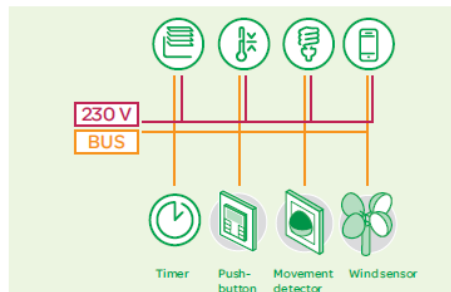 230 V
BUS
Timer
Push-
button
Movement
detector
Windsensor